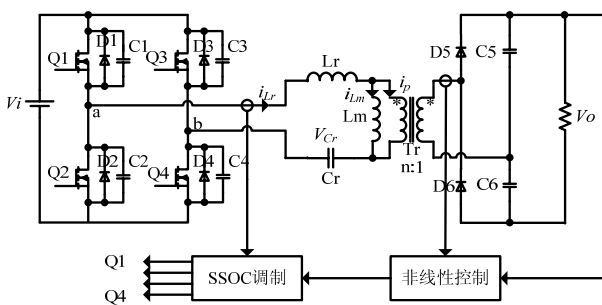 Q1 D1 C1 Q3 D3 C3
Lr
D5 C5
iLr iLm ip
Vi a * * Vo
Lm
b
VCr
Tr
n:1
Cr
Q2 D2 C2 Q4 D4 C4
D6 C6
Q1
Q4
SSOC调制
非线性控制